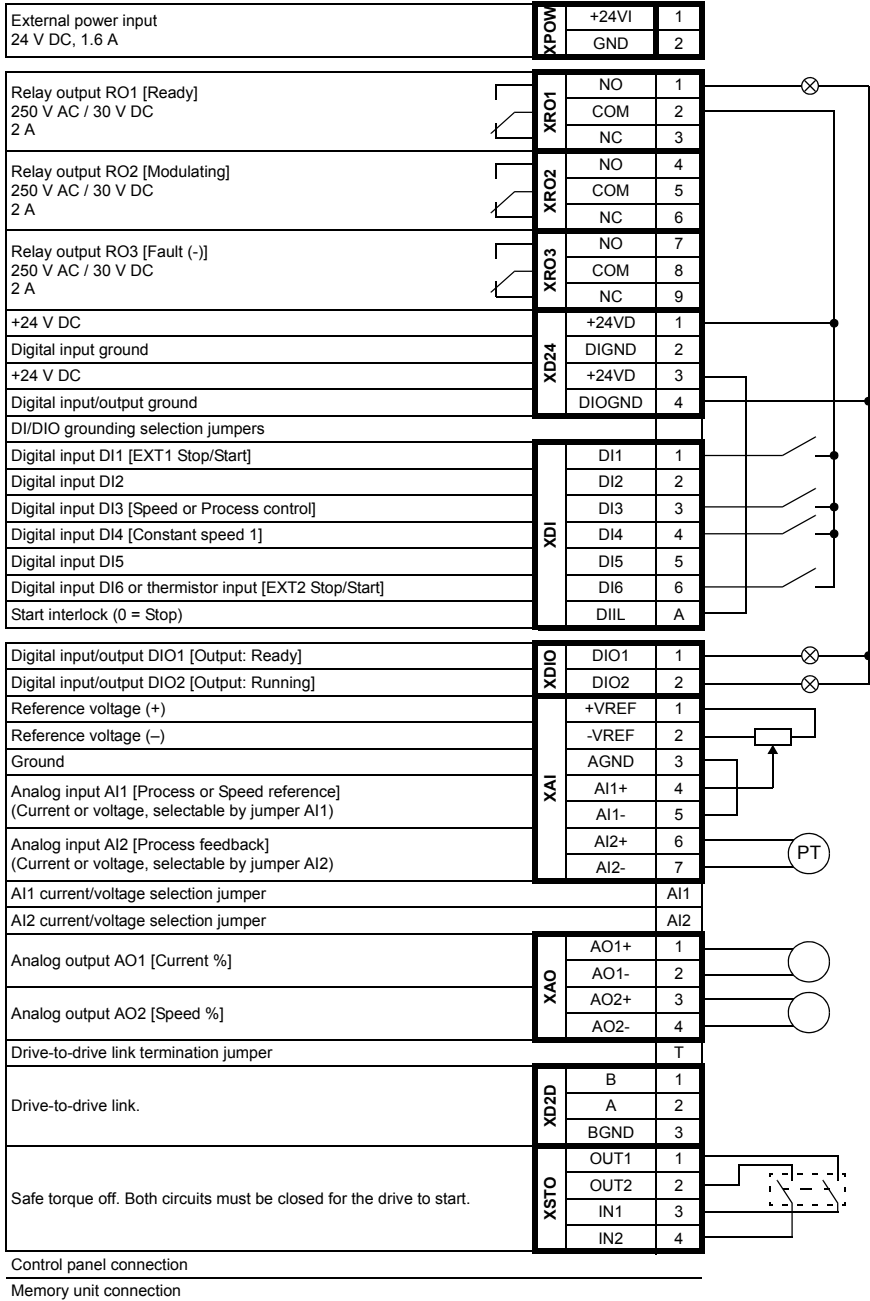 External power input
24 V DC, 1.6 A
XPOW
+24VI 1
GND 2
Relay output RO1 [Ready]
250 V AC / 30 V DC
2 A
XRO1
NO 1
COM 2
NC 3
Relay output RO2 [Modulating]
250 V AC / 30 V DC
2 A
XRO2
NO 4
COM 5
NC 6
Relay output RO3 [Fault (-)]
250 V AC / 30 V DC
2 A
XRO3
NO 7
COM 8
NC 9
XD24
+24 V DC +24VD 1
Digital input ground DIGND 2
+24 V DC +24VD 3
Digital input/output ground DIOGND 4
DI/DIO grounding selection jumpers
XDI
Digital input DI1 [EXT1 Stop/Start] DI1 1
Digital input DI2 DI2 2
Digital input DI3 [Speed or Process control] DI3 3
Digital input DI4 [Constant speed 1] DI4 4
Digital input DI5 DI5 5
Digital input DI6 or thermistor input [EXT2 Stop/Start] DI6 6
Start interlock (0 = Stop) DIIL A
XDIO
Digital input/output DIO1 [Output: Ready] DIO1 1
Digital input/output DIO2 [Output: Running] DIO2 2
XAI
Reference voltage (+) +VREF 1
Reference voltage (–) -VREF 2
Ground AGND 3
Analog input AI1 [Process or Speed reference]
(Current or voltage, selectable by jumper AI1)
AI1+ 4
AI1- 5
Analog input AI2 [Process feedback]
(Current or voltage, selectable by jumper AI2)
AI2+ 6
AI2- 7
PT
AI1 current/voltage selection jumper AI1
AI2 current/voltage selection jumper AI2
XAO
Analog output AO1 [Current %]
AO1+ 1
AO1- 2
Analog output AO2 [Speed %]
AO2+ 3
AO2- 4
Drive-to-drive link termination jumper T
Drive-to-drive link.
XD2D
B 1
A 2
BGND 3
Safe torque off. Both circuits must be closed for the drive to start.
XSTO
OUT1 1
OUT2 2
IN1 3
IN2 4
Control panel connection
Memory unit connection